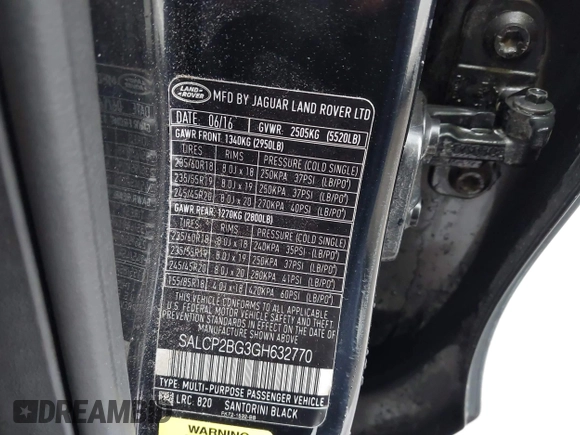 LAND ROVER
MFD BY JAGUAR LAND ROVER LTD
DATE: 06/16 GVWR 2505KG (5520LB)
GAWR FRONT 1340KG (2950LB)
TIRES RIMS PRESSURE (COLD SINGLE)
235/60R18 8.0J x 18 250KPA 37PSI (LB/PO²)
235/55R19 8.0J x 19 250KPA 37PSI (LB/PO²)
245/45R20 8.0J x 20 270KPA 40PSI (LB/PO²)
GAWR REAR: 1270KG (2800LB)
TIRES RIMS PRESSURE (COLD SINGLE)
235/60R18 8.0J x 18 240KPA 35PSI (LB/PO²)
235/55R19 8.0J x 19 250KPA 37PSI (LB/PO²)
245/45R20 8.0J x 20 280KPA 41PSI (LB/PO²)
155/85R18 4.0J x 18 420KPA 60PSI (LB/PO²)
THIS VEHICLE CONFORMS TO ALL APPLICABLE
FEDERAL MOTOR VEHICLE SAFETY BUMPER AND THEFT
PREVENTION STANDARDS IN EFFECT ON THE DATE OF
MANUFACTURE SHOWN ABOVE
SALCP2BG3GH632770
TYPE: MULTI-PURPOSE PASSENGER VEHICLE
LRC. 820 SANTORINI BLACK
WARNING
DREAMBID